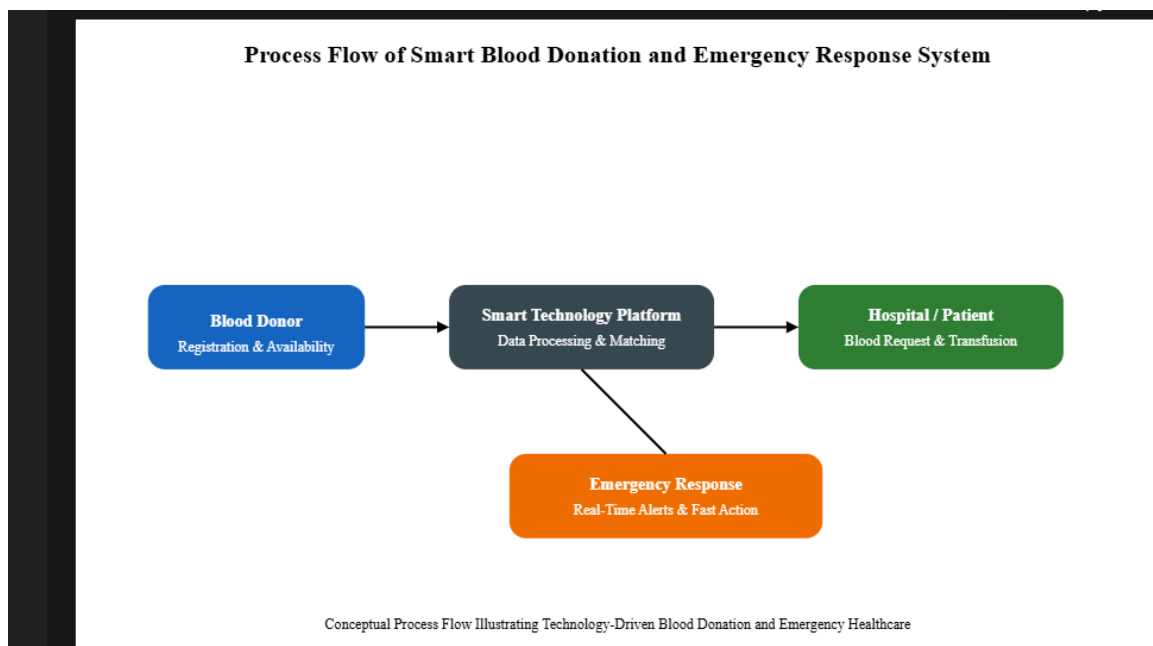 Process Flow of Smart Blood Donation and Emergency Response System
Blood Donor
Registration & Availability
Smart Technology Platform
Data Processing & Matching
Hospital / Patient
Blood Request & Transfusion
Emergency Response
Real-Time Alerts & Fast Action
Conceptual Process Flow Illustrating Technology-Driven Blood Donation and Emergency Healthcare